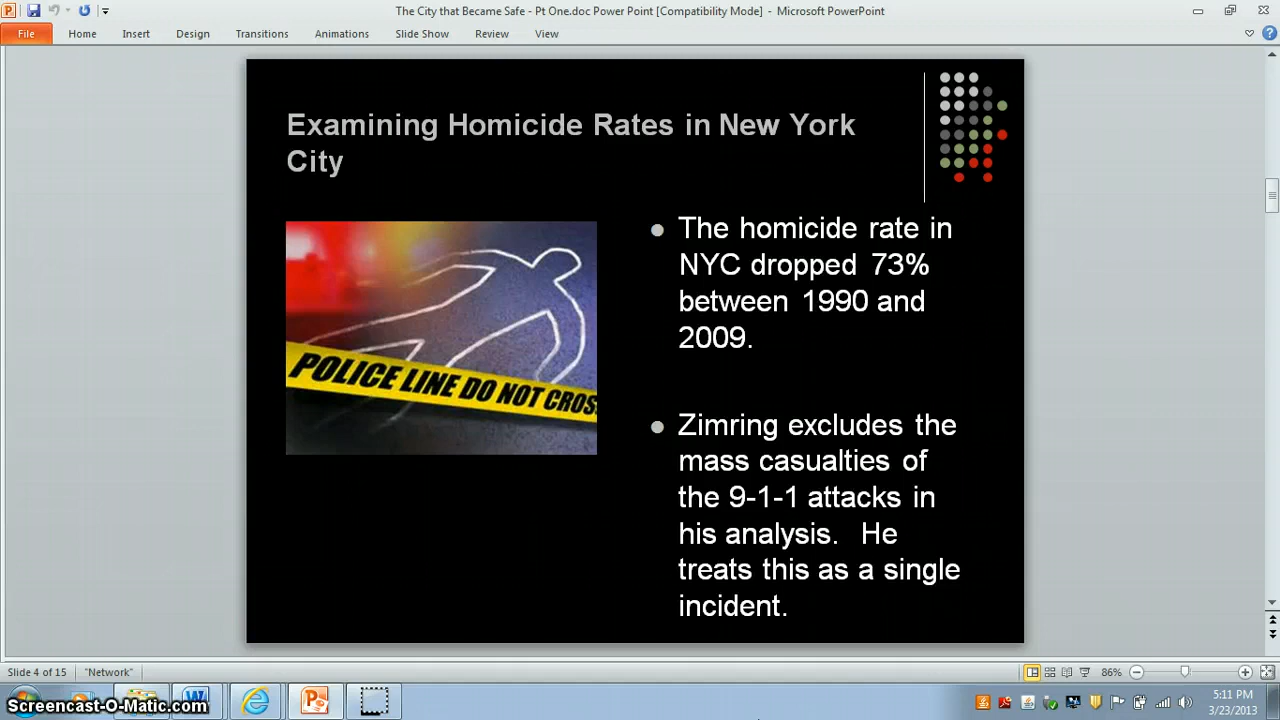 The City that Became Safe - Pt One.doc Power Point [Compatibility Mode] - Microsoft PowerPoint
File Home Insert Design Transitions Animations Slide Show Review View
Examining Homicide Rates in New York
City
The homicide rate in
NYC dropped 73%
between 1990 and
2009.
POLICE LINE DO NOT CROS
Zimring excludes the
mass casualties of
the 9-1-1 attacks in
his analysis. He
treats this as a single
incident.
Slide 4 of 15 "Network" 86%
Screencast-O-Matic.com
5:11 PM
3/23/2013